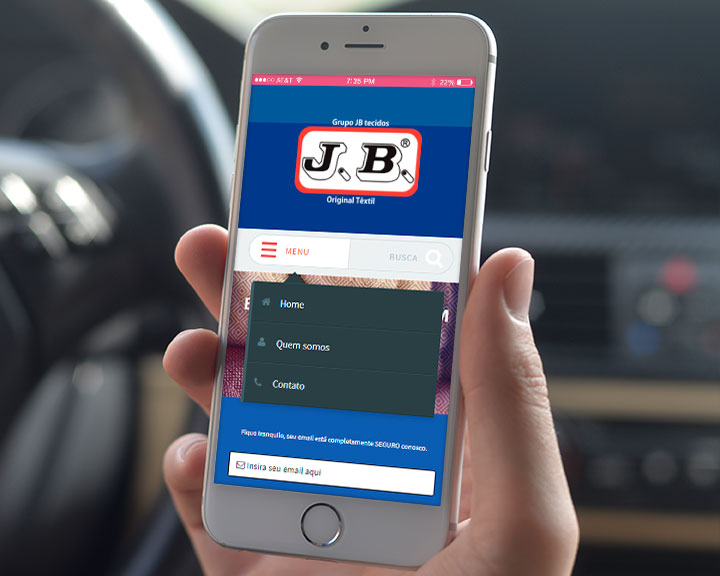 AT&T 7:35 PM 22%
Grupo JB tecidos
J. B.®
Original Têxtil
MENU BUSCA
Home
Quem somos
Contato
Fique tranquilo, seu email está completamente SEGURO conosco.
Insira seu email aqui